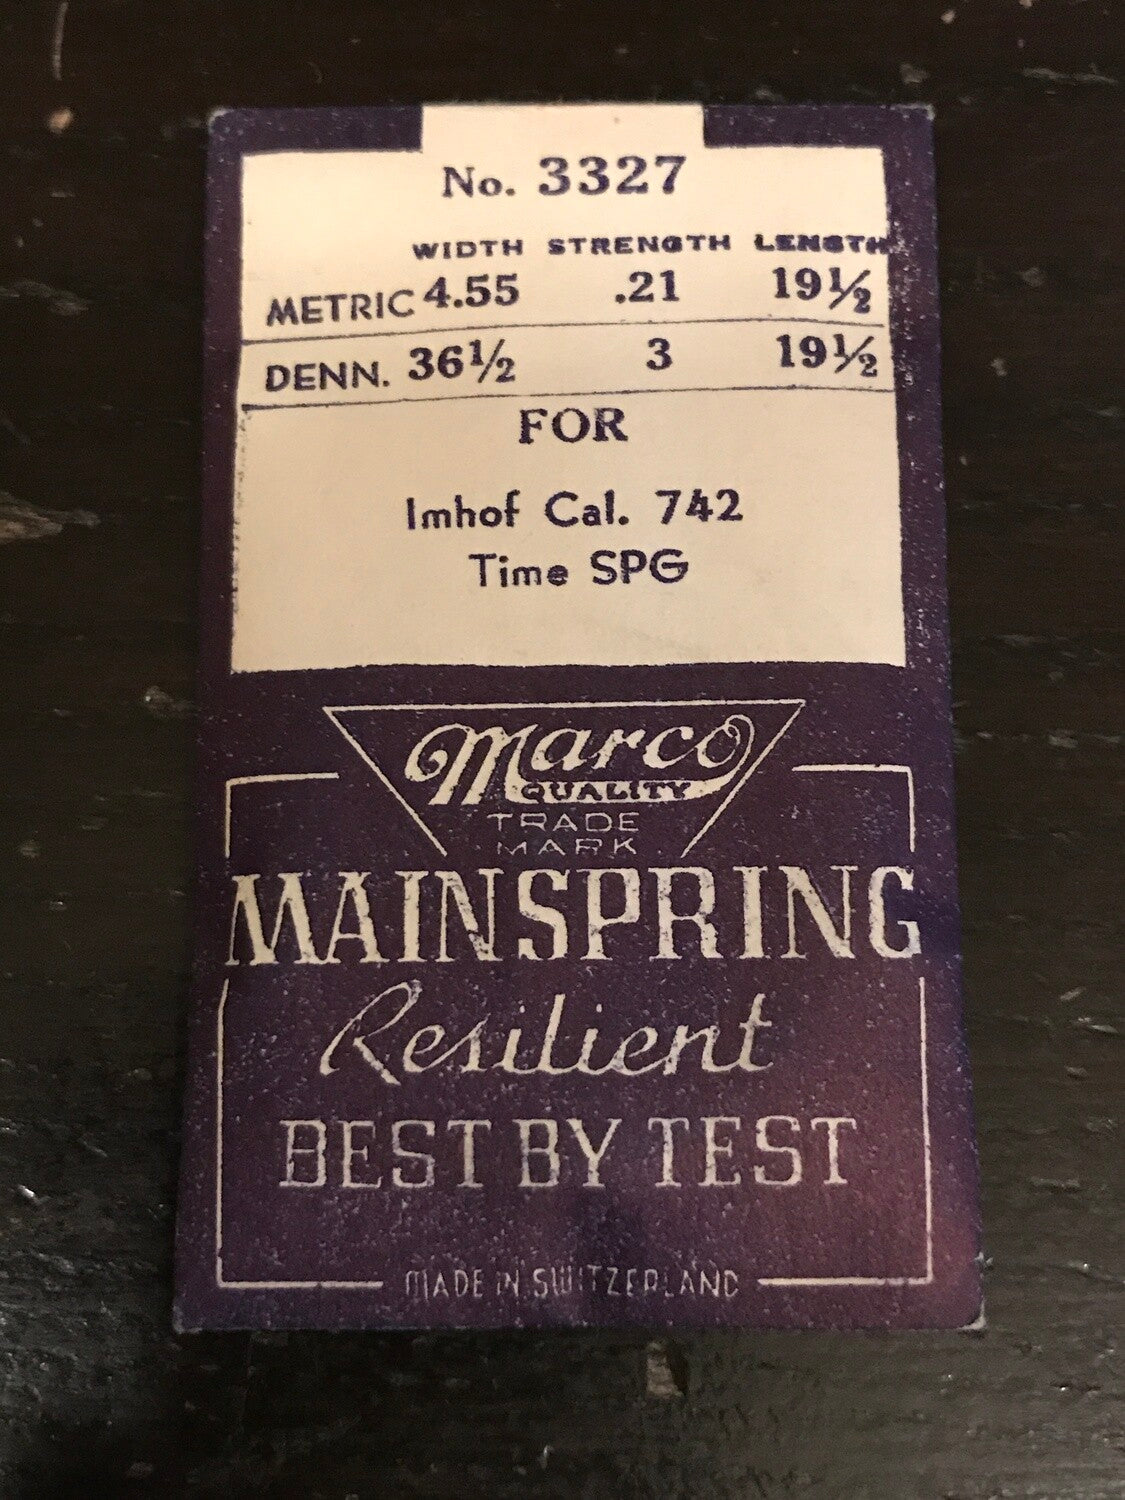 No. 3327
WIDTH STRENGTH LENGTH
METRIC 4.55 .21 19½
DENN. 36½ 3 19½
FOR
Imhof Cal. 742
Time SPG
Marco
QUALITY
TRADE
MARK
MAINSPRING
Resilient
BEST BY TEST
MADE IN SWITZERLAND